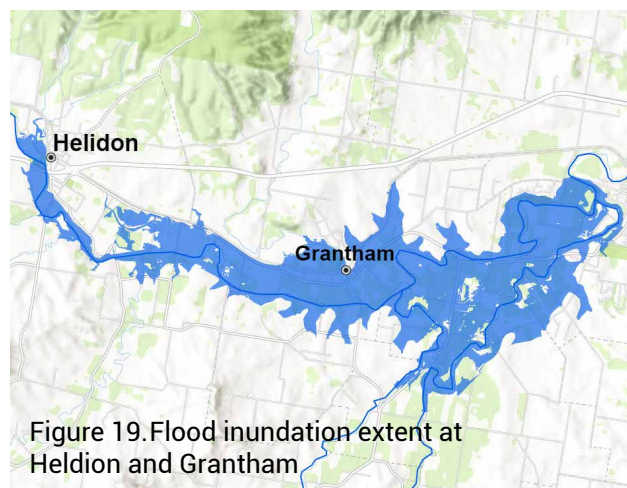 Helidon
Grantham
Figure 19.Flood inundation extent at
Heldion and Grantham